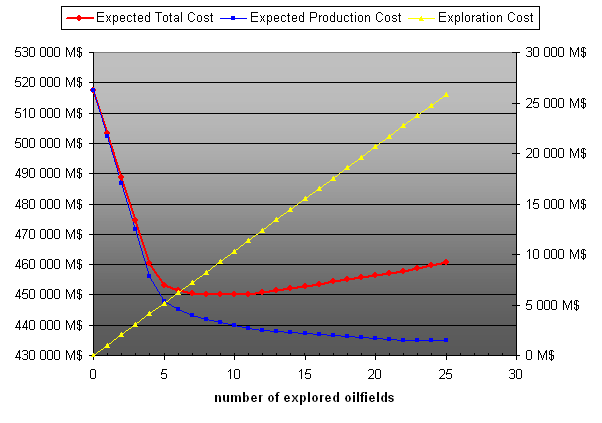 Expected Total Cost Expected Production Cost Exploration Cost
530 000 M$ 30 000 M$
520 000 M$
510 000 M$ 25 000 M$
500 000 M$
490 000 M$ 20 000 M$
480 000 M$ 15 000 M$
470 000 M$
460 000 M$ 10 000 M$
450 000 M$
440 000 M$ 5 000 M$
430 000 M$ 0 M$
0 5 10 15 20 25 30
number of explored oilfields